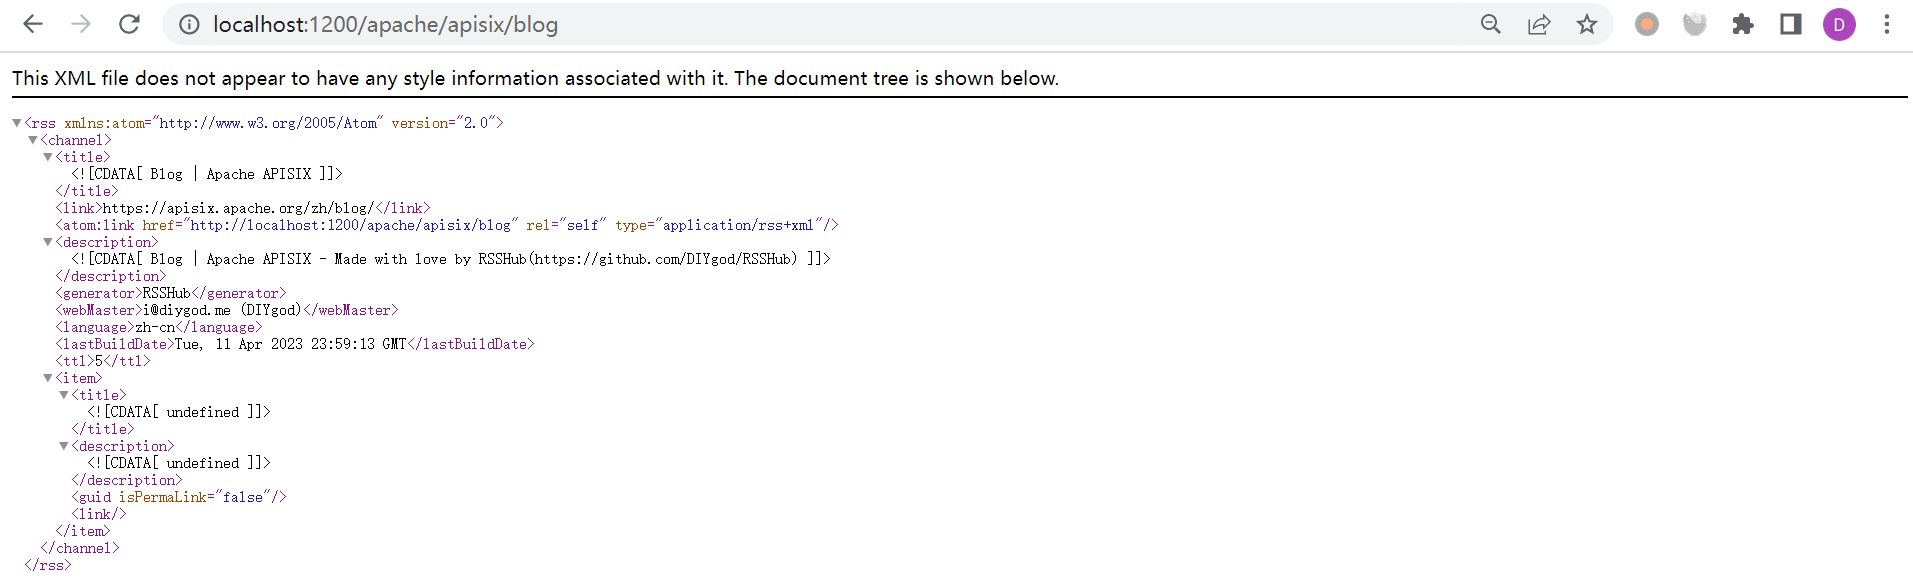 localhost:1200/apache/apisix/blog
D
This XML file does not appear to have any style information associated with it. The document tree is shown below.
<rss xmlns:atom="http://www.w3.org/2005/Atom" version="2.0">
<channel>
<title>
<![CDATA[ Blog | Apache APISIX ]]>
</title>
<link>https://apisix.apache.org/zh/blog/</link>
<atom:link href="http://localhost:1200/apache/apisix/blog" rel="self" type="application/rss+xml"/>
<description>
<![CDATA[ Blog | Apache APISIX - Made with love by RSSHub(https://github.com/DIYgod/RSSHub) ]]>
</description>
<generator>RSSHub</generator>
<webMaster>i@diygod.me (DIYgod)</webMaster>
<language>zh-cn</language>
<lastBuildDate>Tue, 11 Apr 2023 23:59:13 GMT</lastBuildDate>
<ttl>5</ttl>
<item>
<title>
<![CDATA[ undefined ]]>
</title>
<description>
<![CDATA[ undefined ]]>
</description>
<guid isPermaLink="false"/>
<link/>
</item>
</channel>
</rss>